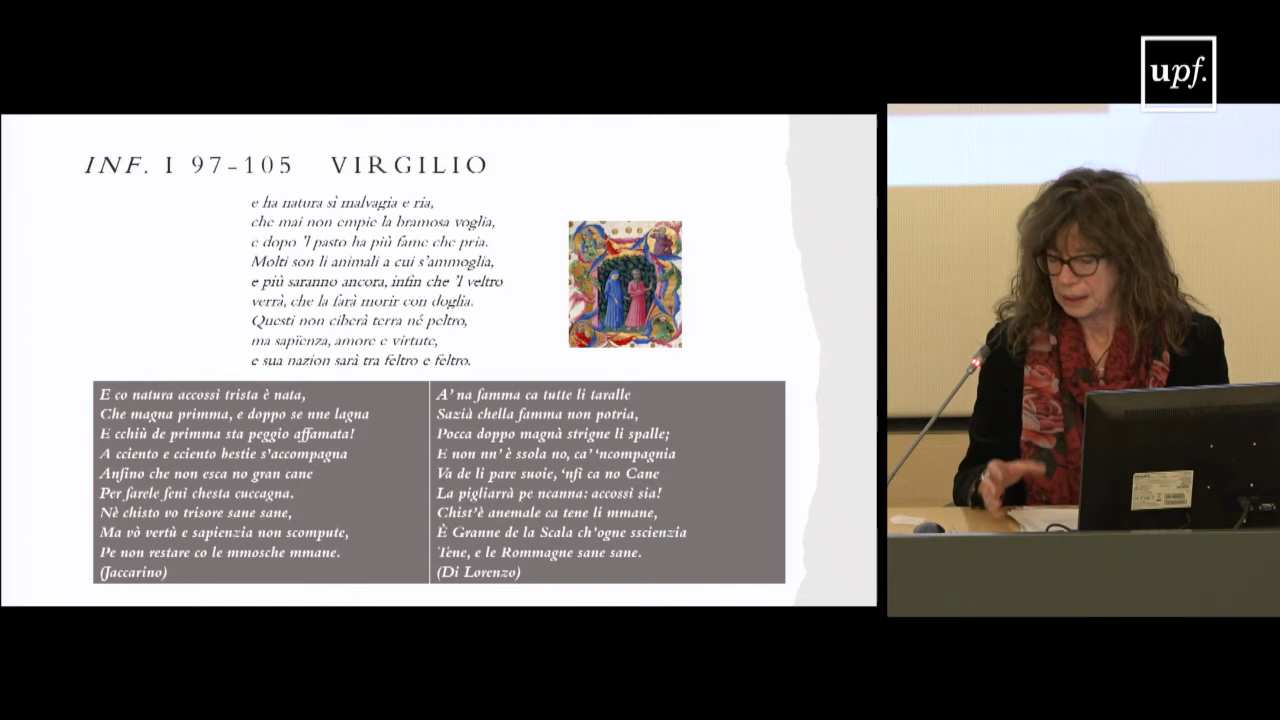 upf.
INF. I 97-105 VIRGILIO
e ha natura sì malvagia e ria,
che mai non empie la bramosa voglia,
e dopo 'l pasto ha più fame che pria.
Molti son li animali a cui s'ammoglia,
e più saranno ancora, infin che 'l veltro
verrà, che la farà morir con doglia.
Questi non ciberà terra né peltro,
ma sapïenza, amore e virtute,
e sua nazion sarà tra feltro e feltro.
E co natura accossì trista è nata,
Che magna primma, e doppo se nne lagna
E cchiù de primma sta peggio affamata!
A cciento e cciento bestie s'accompagna
Anfino che non esca no gran cane
Per farele feni chesta cuccagna.
Nè chisto vo trisore sane sane,
Ma vò vertù e sapienzia non scompute,
Pe non restare co le mmosche mmane.
(Jaccarino)
A' na famma ca tutte li taralle
Sazià chella famma non potria,
Pocca doppo magnà strigne li spalle;
E non nn' è ssola no, ca' 'ncompagnia
Va de li pare suoie, 'nfi ca no Cane
La pigliarrà pe ncanna: accossì sia!
Chist'è anemale ca tene li mmane,
È Granne de la Scala ch'ogne sscienzia
Tene, e le Rommagne sane sane.
(Di Lorenzo)